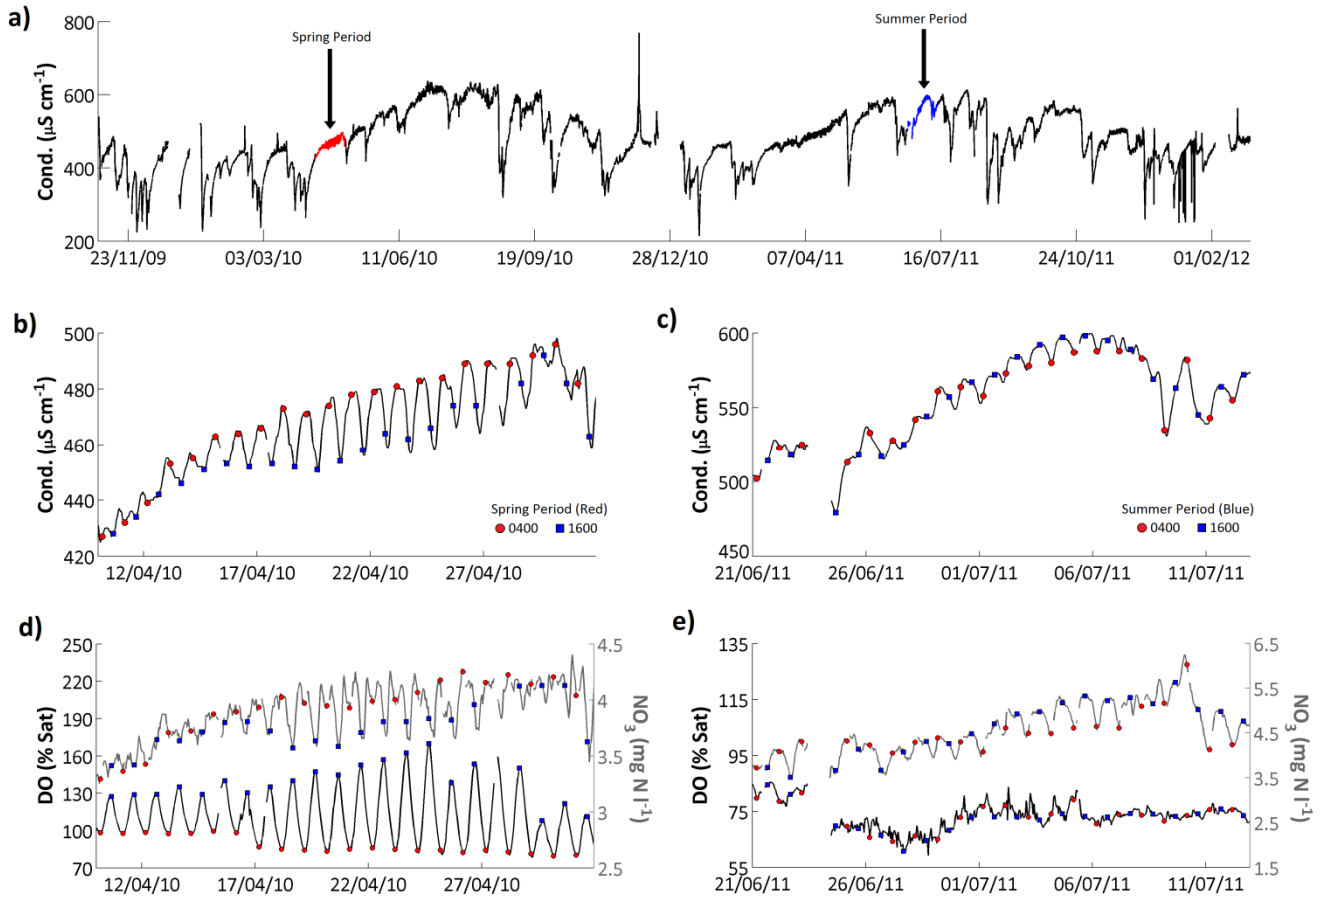 a)
Cond. (µS cm⁻¹)
800
600
400
200
Spring Period
Summer Period
23/11/09 03/03/10 11/06/10 19/09/10 28/12/10 07/04/11 16/07/11 24/10/11 01/02/12
b)
Cond. (µS cm⁻¹)
500
480
460
440
420
Spring Period (Red)
0400 1600
12/04/10 17/04/10 22/04/10 27/04/10
c)
Cond. (µS cm⁻¹)
600
550
500
450
Summer Period (Blue)
0400 1600
21/06/11 26/06/11 01/07/11 06/07/11 11/07/11
d)
DO (% Sat)
250
220
190
160
130
100
70
4.5
4
3.5
3
2.5
NO₃ (mg N l⁻¹)
12/04/10 17/04/10 22/04/10 27/04/10
e)
DO (% Sat)
135
115
95
75
55
6.5
5.5
4.5
3.5
2.5
1.5
NO₃ (mg N l⁻¹)
21/06/11 26/06/11 01/07/11 06/07/11 11/07/11